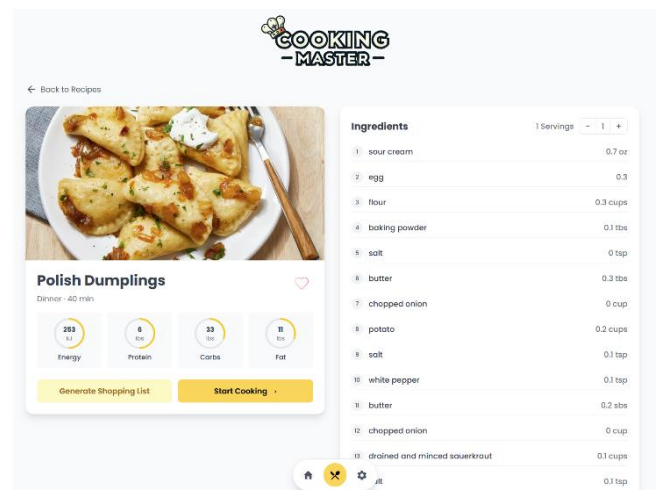 COOKING
- MASTER -
← Back to Recipes
Polish Dumplings
Dinner · 40 min
253
kJ
Energy
6
lbs
Protein
33
lbs
Carbs
11
lbs
Fat
Generate Shopping List
Start Cooking ›
Ingredients
1 Servings - 1 +
1 sour cream 0.7 oz
2 egg 0.3
3 flour 0.3 cups
4 baking powder 0.1 tbs
5 salt 0 tsp
6 butter 0.3 tbs
7 chopped onion 0 cup
8 potato 0.2 cups
9 salt 0.1 tsp
10 white pepper 0.1 tsp
11 butter 0.2 sbs
12 chopped onion 0 cup
13 drained and minced sauerkraut 0.1 cups
0.1 tsp